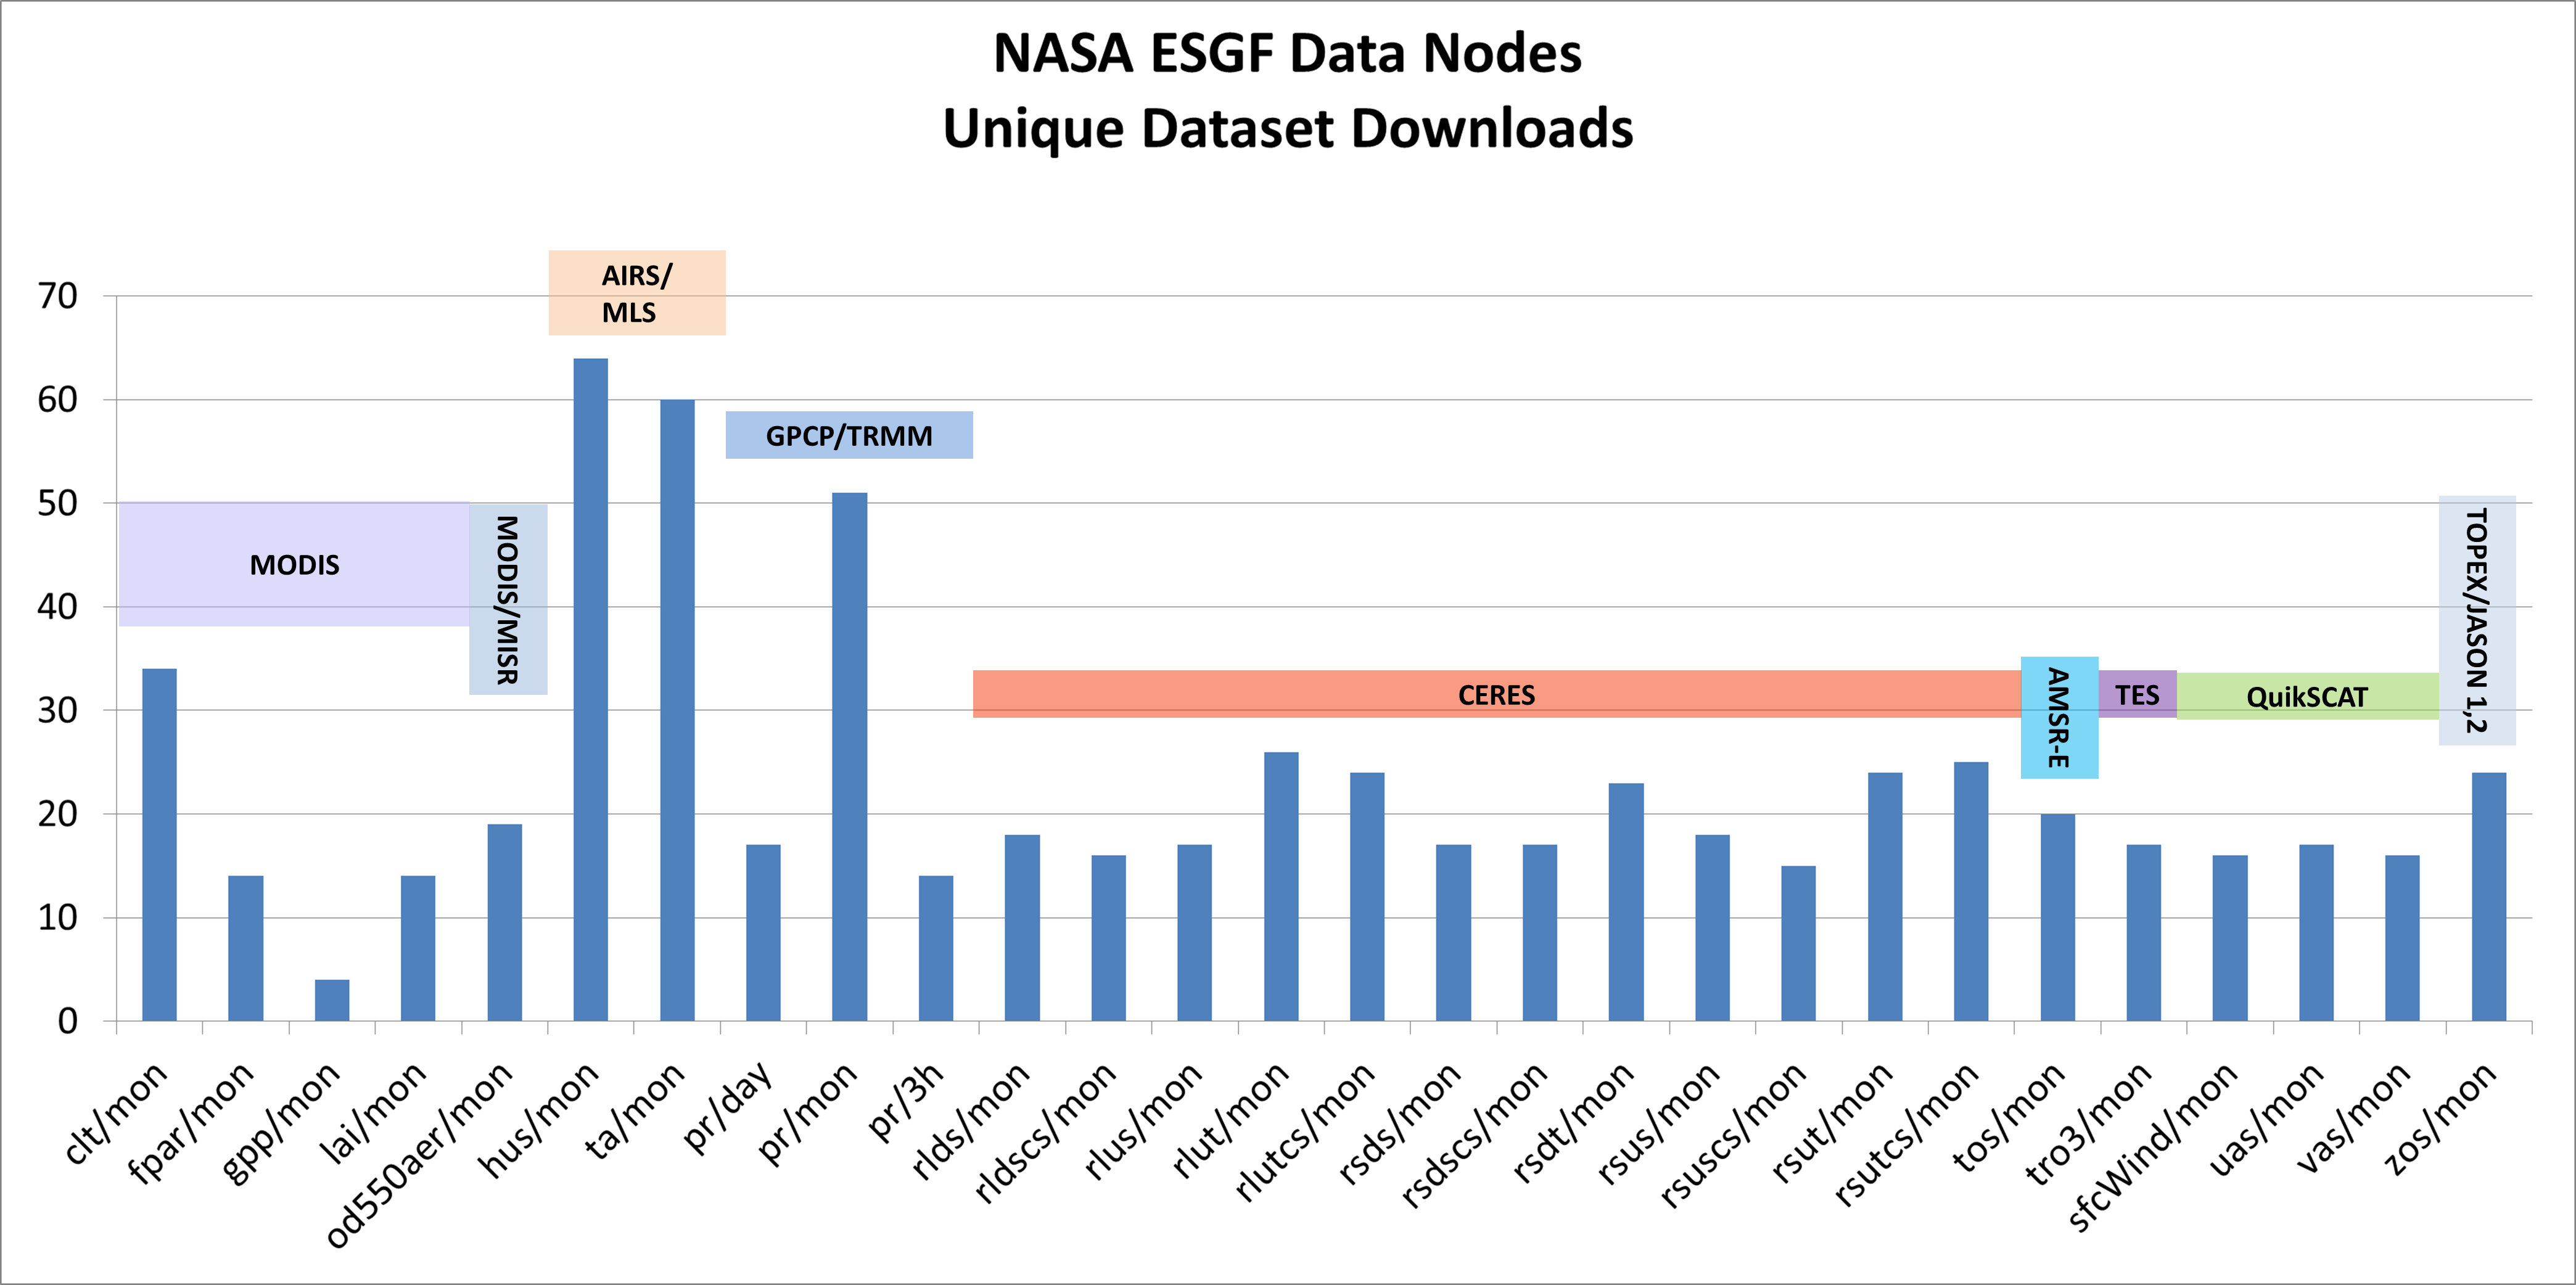 NASA ESGF Data Nodes
Unique Dataset Downloads
AIRS/
MLS
GPCP/TRMM
MODIS
MODIS/MISR
CERES
AMSR-E
TES
QuikSCAT
TOPEX/JASON 1,2
70
60
50
40
30
20
10
0
clt/mon
fpar/mon
gpp/mon
lai/mon
od550aer/mon
hus/mon
ta/mon
pr/day
pr/mon
pr/3h
rlds/mon
rldscs/mon
rlus/mon
rlut/mon
rlutcs/mon
rsds/mon
rsdscs/mon
rsdt/mon
rsus/mon
rsuscs/mon
rsut/mon
rsutcs/mon
tos/mon
tro3/mon
sfcWind/mon
uas/mon
vas/mon
zos/mon